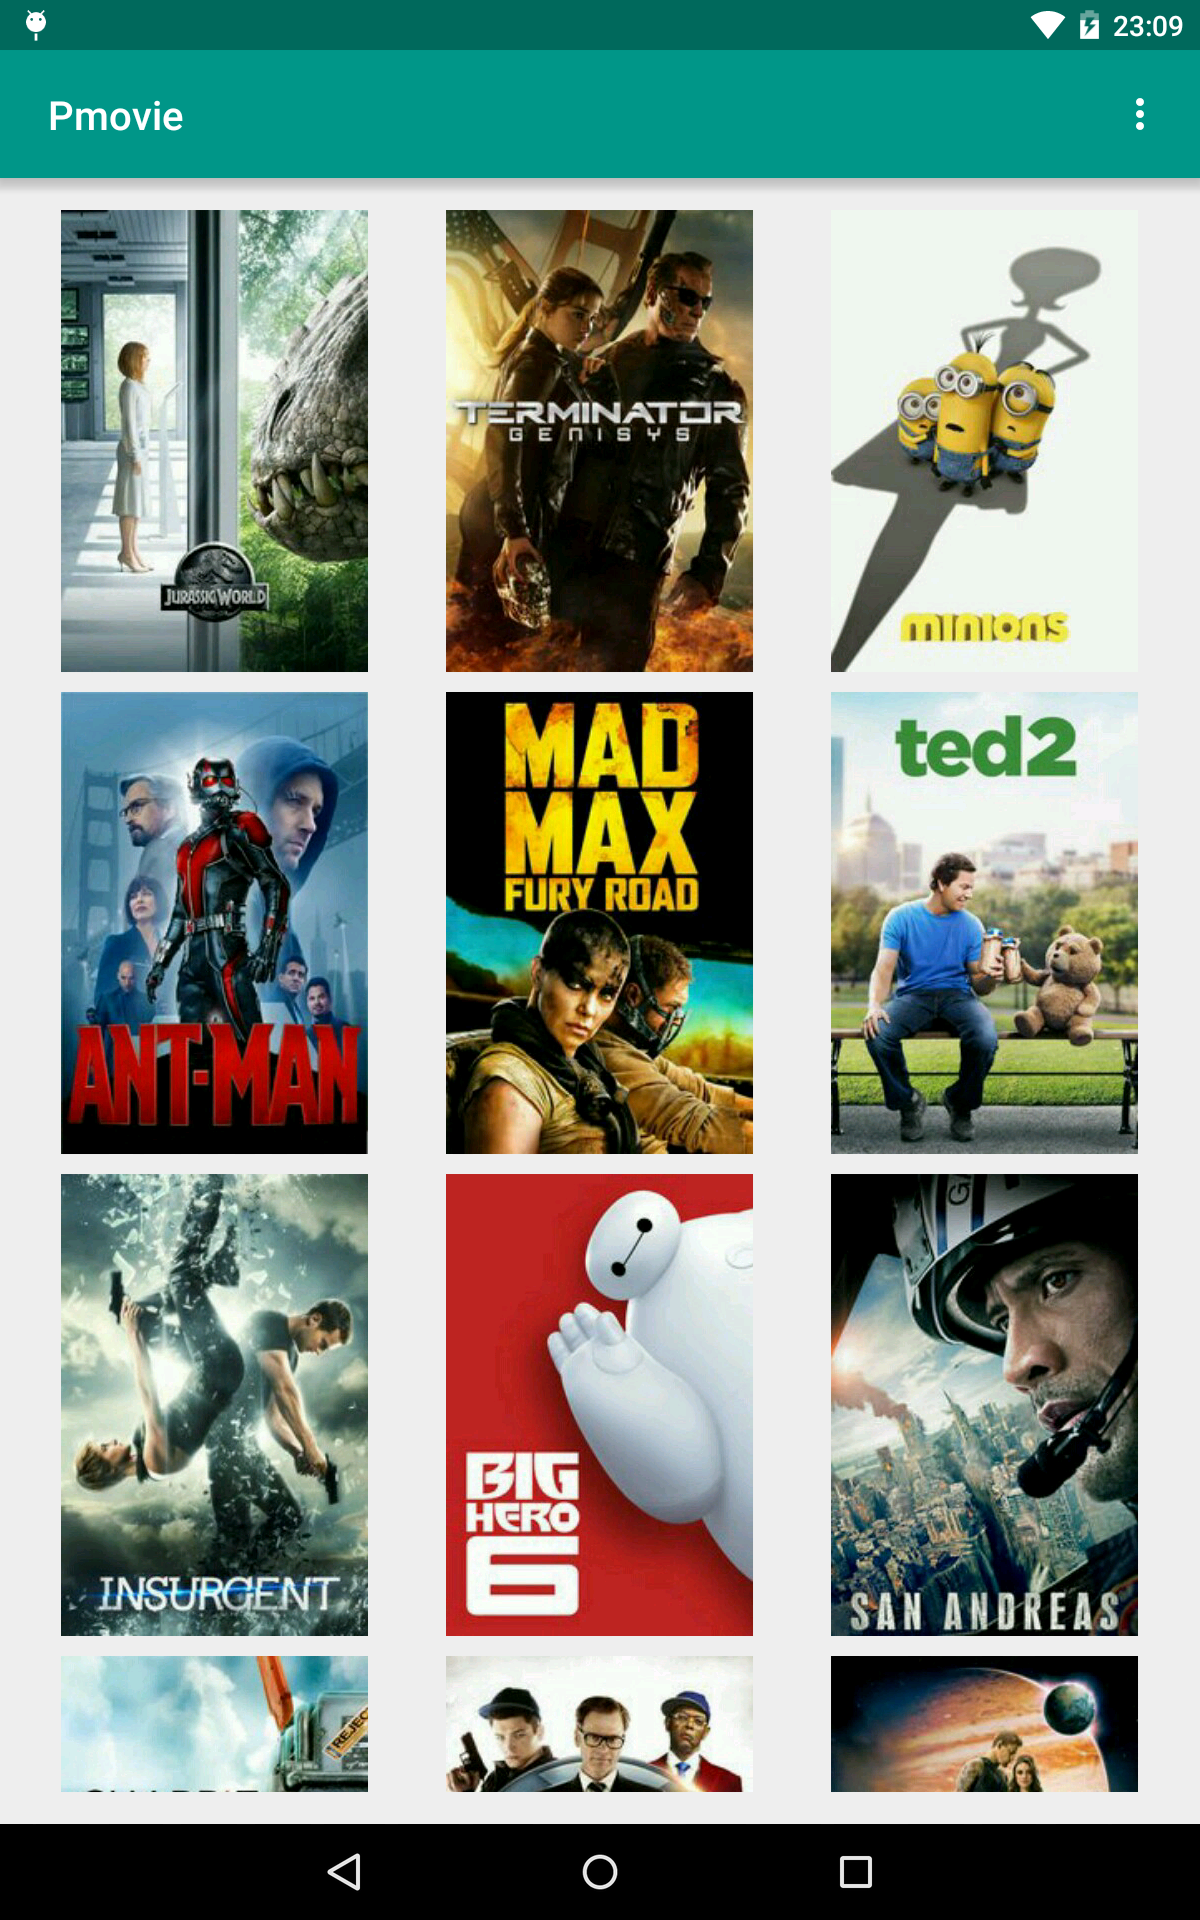 23:09
Pmovie
JURASSIC WORLD
TERMINATOR
GENISYS
minions
ANT-MAN
MAD
MAX
FURY ROAD
ted2
INSURGENT
BIG
HERO
6
SAN ANDREAS